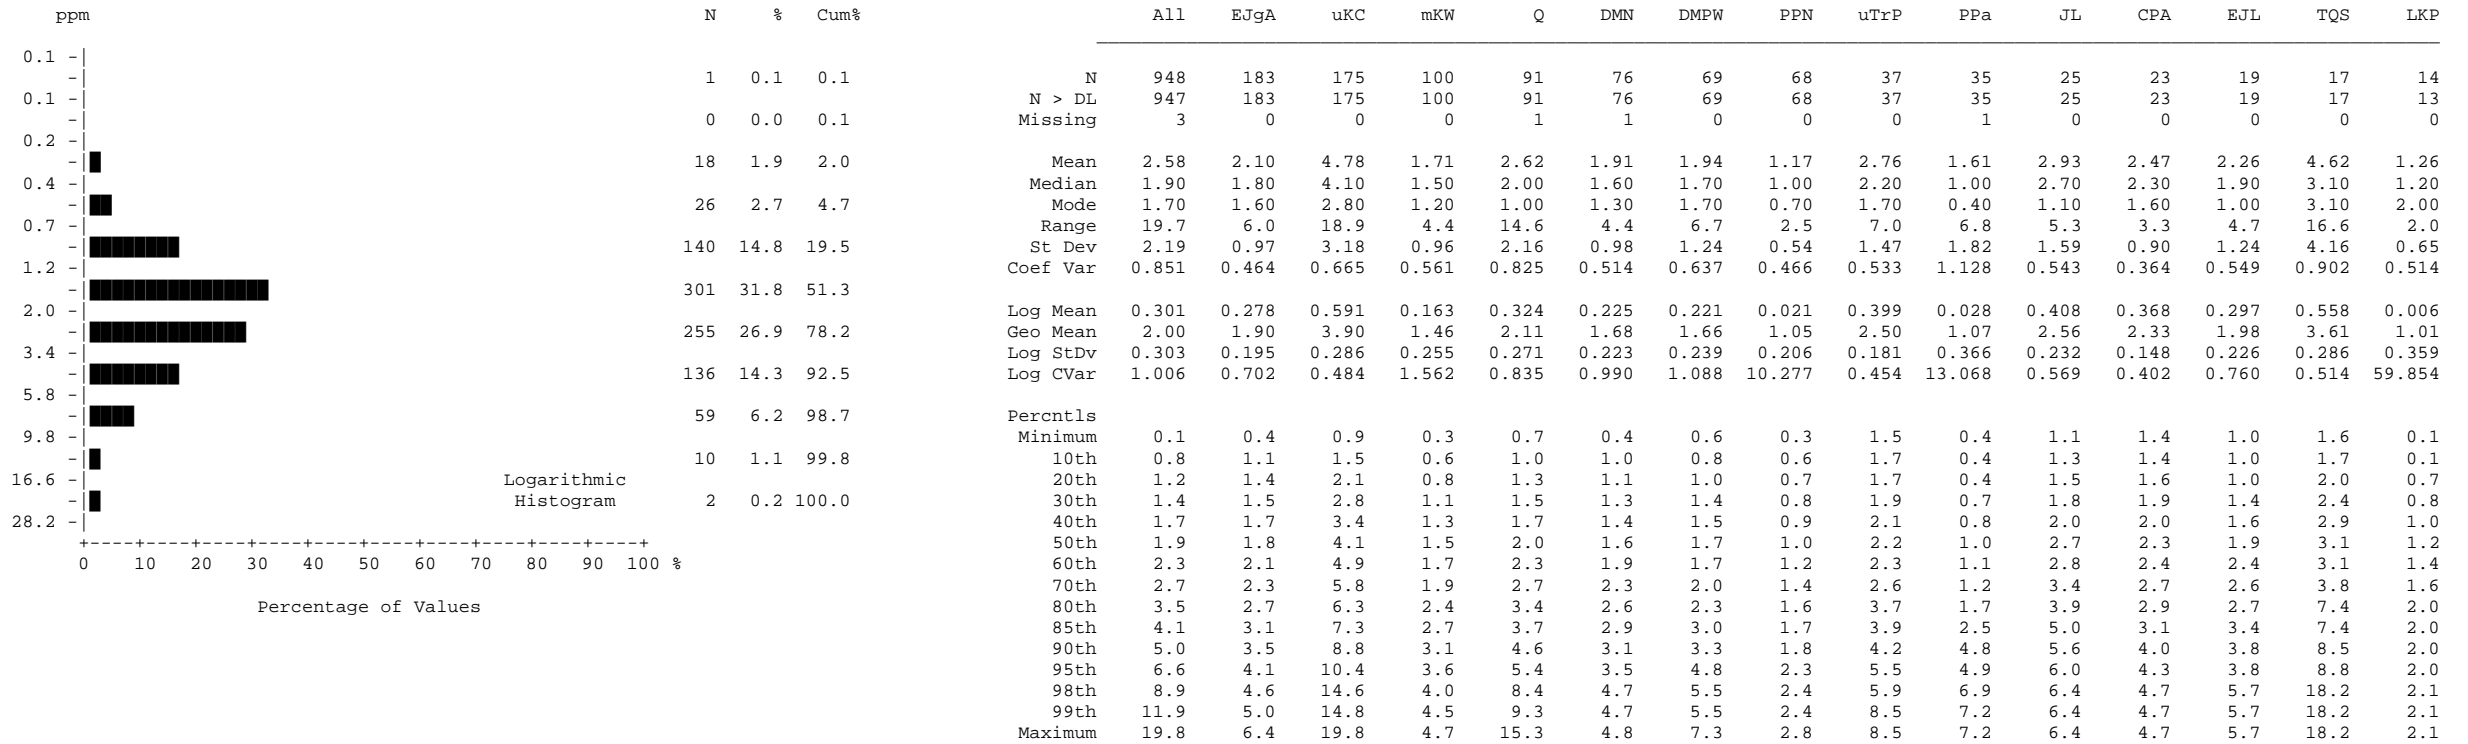 ppm N % Cum% All EJgA uKC mKW Q DMN DMPW PPN uTrP PPa JL CPA EJL TQS LKP
0.1 -
- 1 0.1 0.1 N 948 183 175 100 91 76 69 68 37 35 25 23 19 17 14
0.1 - N > DL 947 183 175 100 91 76 69 68 37 35 25 23 19 17 13
- 0 0.0 0.1 Missing 3 0 0 0 1 1 0 0 0 1 0 0 0 0 0
0.2 -
- 18 1.9 2.0 Mean 2.58 2.10 4.78 1.71 2.62 1.91 1.94 1.17 2.76 1.61 2.93 2.47 2.26 4.62 1.26
0.4 - Median 1.90 1.80 4.10 1.50 2.00 1.60 1.70 1.00 2.20 1.00 2.70 2.30 1.90 3.10 1.20
- 26 2.7 4.7 Mode 1.70 1.60 2.80 1.20 1.00 1.30 1.70 0.70 1.70 0.40 1.10 1.60 1.00 3.10 2.00
0.7 - Range 19.7 6.0 18.9 4.4 14.6 4.4 6.7 2.5 7.0 6.8 5.3 3.3 4.7 16.6 2.0
- 140 14.8 19.5 St Dev 2.19 0.97 3.18 0.96 2.16 0.98 1.24 0.54 1.47 1.82 1.59 0.90 1.24 4.16 0.65
1.2 - Coef Var 0.851 0.464 0.665 0.561 0.825 0.514 0.637 0.466 0.533 1.128 0.543 0.364 0.549 0.902 0.514
- 301 31.8 51.3
2.0 - Log Mean 0.301 0.278 0.591 0.163 0.324 0.225 0.221 0.021 0.399 0.028 0.408 0.368 0.297 0.558 0.006
- 255 26.9 78.2 Geo Mean 2.00 1.90 3.90 1.46 2.11 1.68 1.66 1.05 2.50 1.07 2.56 2.33 1.98 3.61 1.01
3.4 - Log StDv 0.303 0.195 0.286 0.255 0.271 0.223 0.239 0.206 0.181 0.366 0.232 0.148 0.226 0.286 0.359
- 136 14.3 92.5 Log CVar 1.006 0.702 0.484 1.562 0.835 0.990 1.088 10.277 0.454 13.068 0.569 0.402 0.760 0.514 59.854
5.8 -
- 59 6.2 98.7 Percntls
9.8 - Minimum 0.1 0.4 0.9 0.3 0.7 0.4 0.6 0.3 1.5 0.4 1.1 1.4 1.0 1.6 0.1
- 10 1.1 99.8 10th 0.8 1.1 1.5 0.6 1.0 1.0 0.8 0.6 1.7 0.4 1.3 1.4 1.0 1.7 0.1
16.6 - Logarithmic 20th 1.2 1.4 2.1 0.8 1.3 1.1 1.0 0.7 1.7 0.4 1.5 1.6 1.0 2.0 0.7
- Histogram 2 0.2 100.0 30th 1.4 1.5 2.8 1.1 1.5 1.3 1.4 0.8 1.9 0.7 1.8 1.9 1.4 2.4 0.8
28.2 - 40th 1.7 1.7 3.4 1.3 1.7 1.4 1.5 0.9 2.1 0.8 2.0 2.0 1.6 2.9 1.0
+----+----+----+----+----+----+----+----+----+----+ 50th 1.9 1.8 4.1 1.5 2.0 1.6 1.7 1.0 2.2 1.0 2.7 2.3 1.9 3.1 1.2
0 10 20 30 40 50 60 70 80 90 100 % 60th 2.3 2.1 4.9 1.7 2.3 1.9 1.7 1.2 2.3 1.1 2.8 2.4 2.4 3.1 1.4
70th 2.7 2.3 5.8 1.9 2.7 2.3 2.0 1.4 2.6 1.2 3.4 2.7 2.6 3.8 1.6
Percentage of Values 80th 3.5 2.7 6.3 2.4 3.4 2.6 2.3 1.6 3.7 1.7 3.9 2.9 2.7 7.4 2.0
85th 4.1 3.1 7.3 2.7 3.7 2.9 3.0 1.7 3.9 2.5 5.0 3.1 3.4 7.4 2.0
90th 5.0 3.5 8.8 3.1 4.6 3.1 3.3 1.8 4.2 4.8 5.6 4.0 3.8 8.5 2.0
95th 6.6 4.1 10.4 3.6 5.4 3.5 4.8 2.3 5.5 4.9 6.0 4.3 3.8 8.8 2.0
98th 8.9 4.6 14.6 4.0 8.4 4.7 5.5 2.4 5.9 6.9 6.4 4.7 5.7 18.2 2.1
99th 11.9 5.0 14.8 4.5 9.3 4.7 5.5 2.4 8.5 7.2 6.4 4.7 5.7 18.2 2.1
Maximum 19.8 6.4 19.8 4.7 15.3 4.8 7.3 2.8 8.5 7.2 6.4 4.7 5.7 18.2 2.1